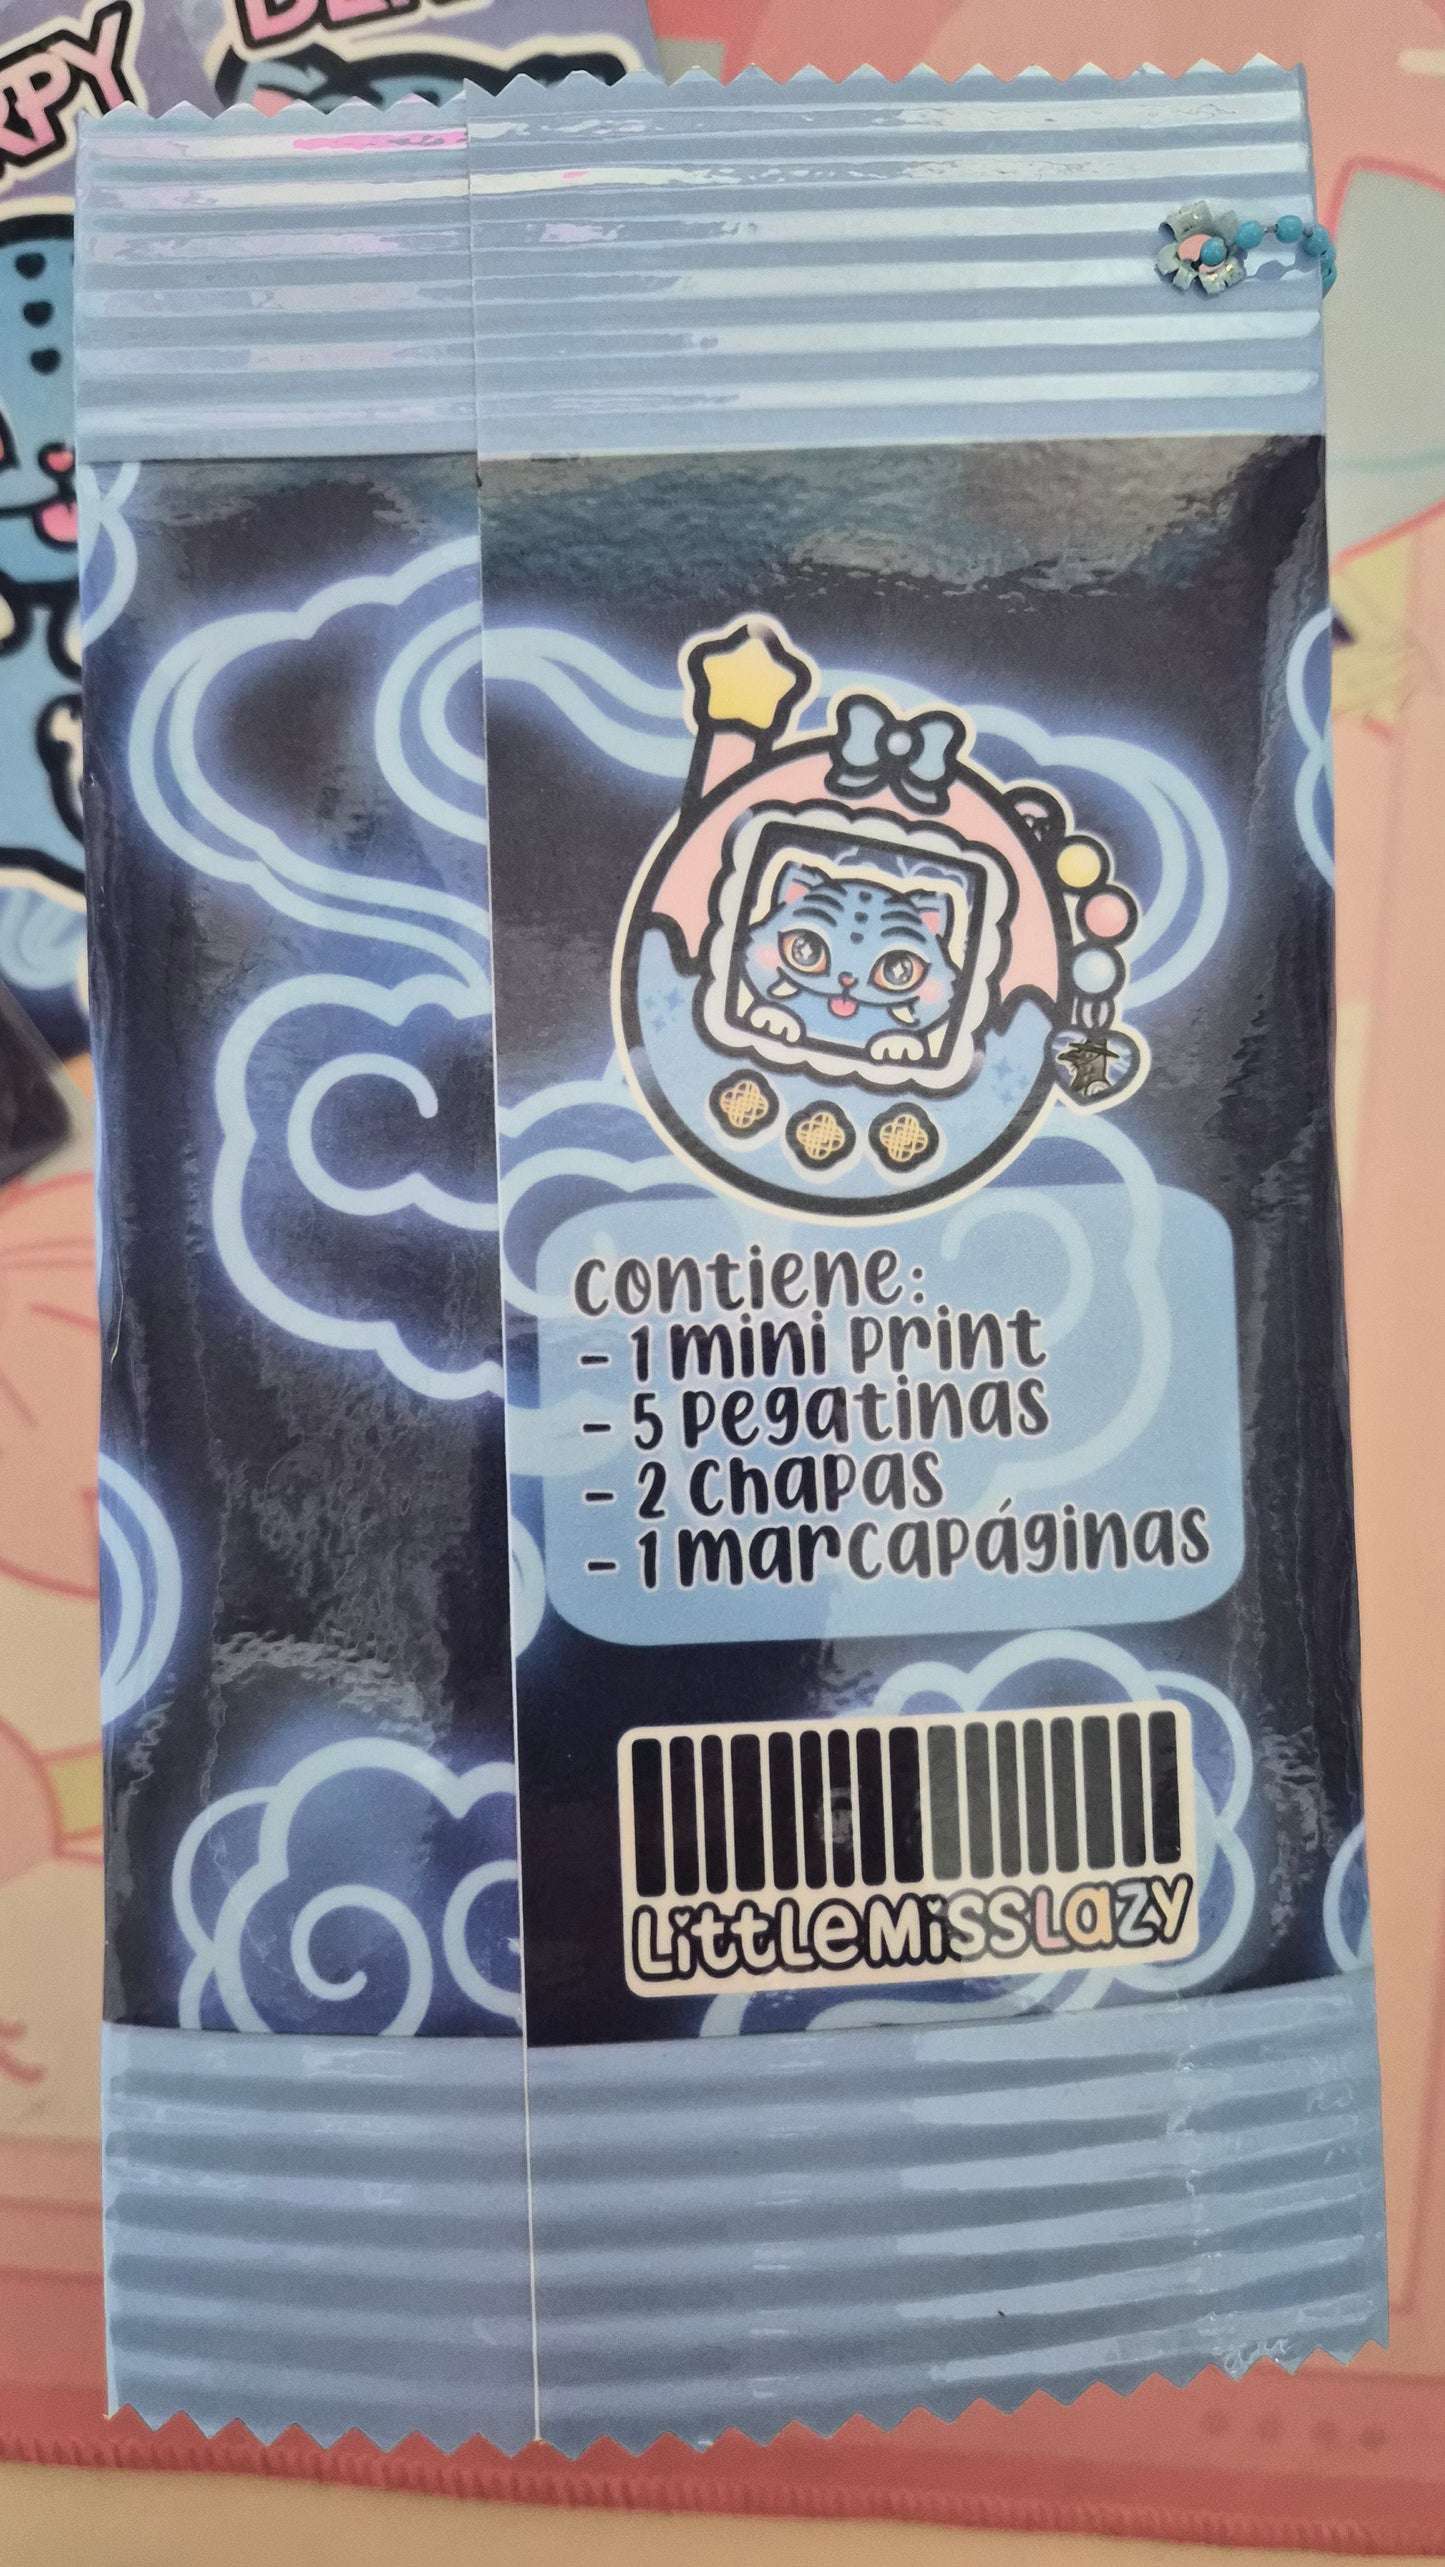 contiene:
- 1 mini print
- 5 pegatinas
- 2 chapas
- 1 marcapáginas
LittleMissLazy